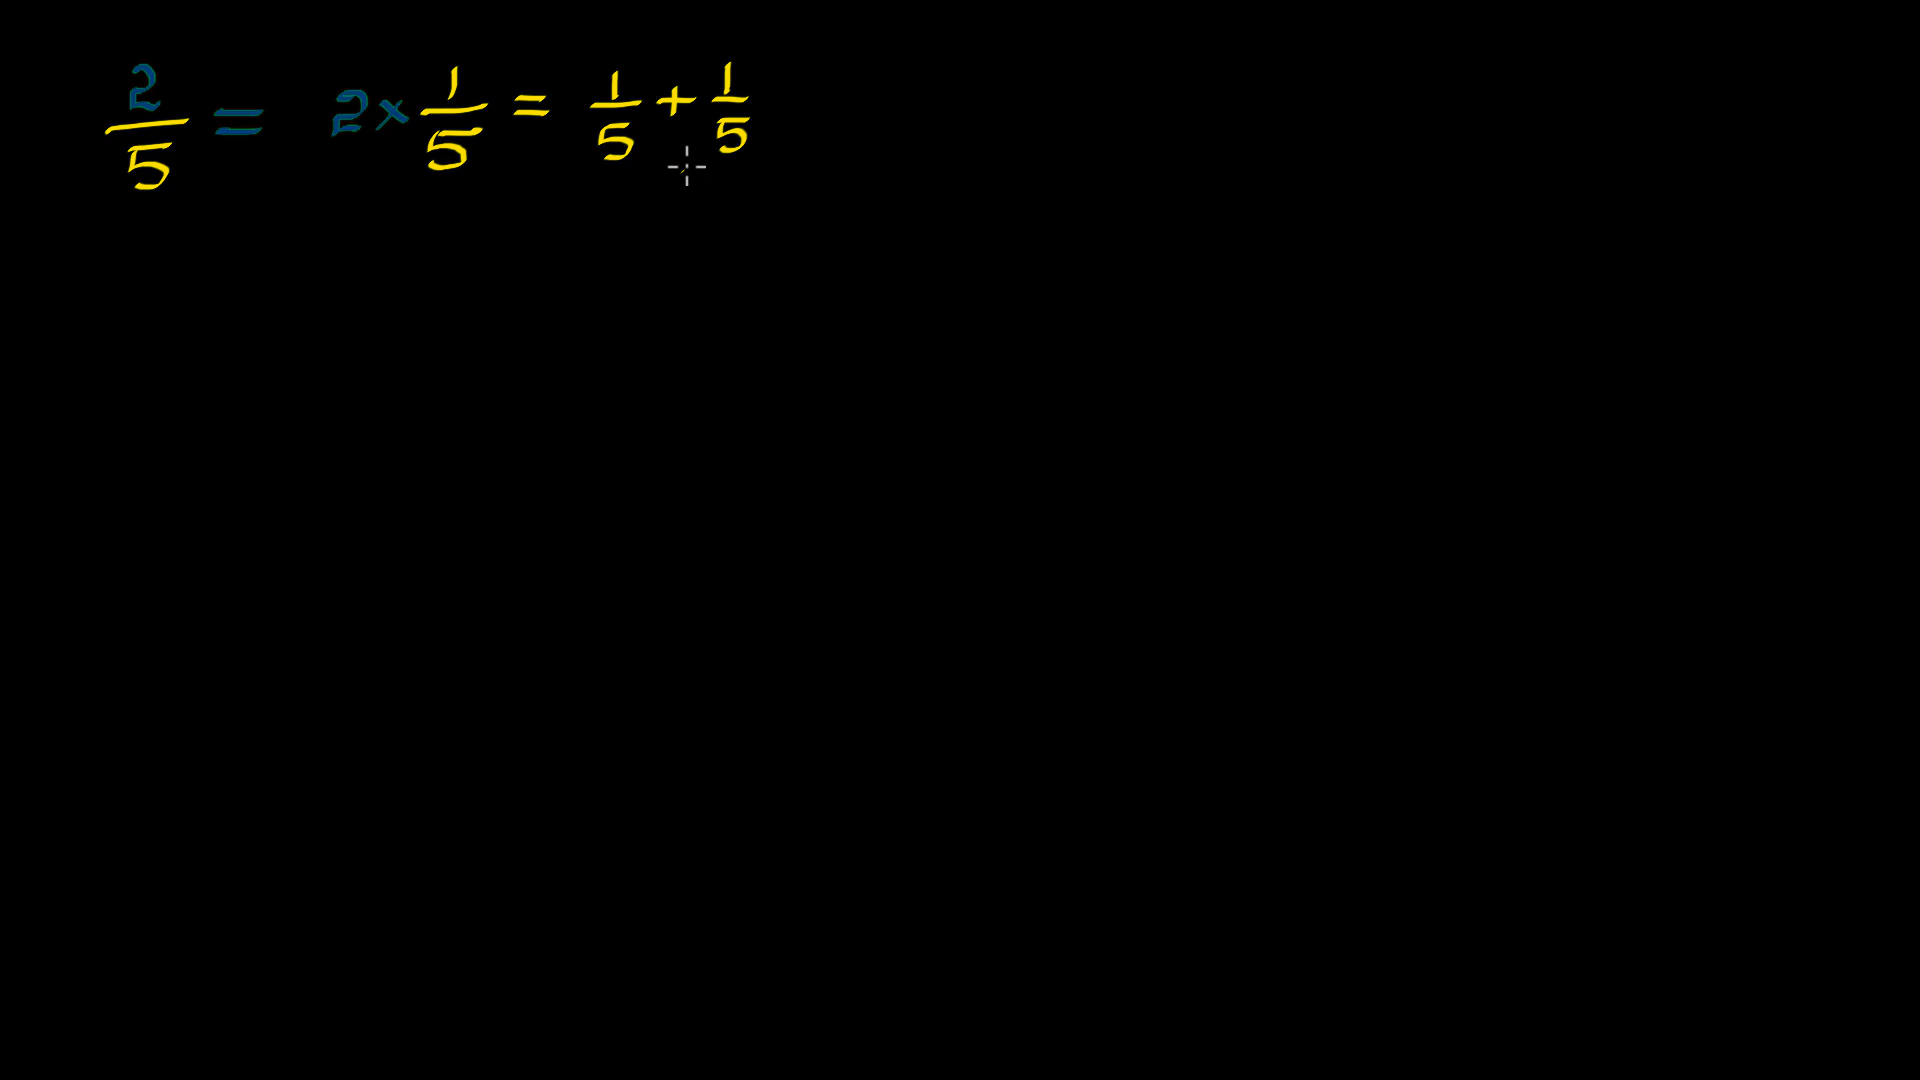 2/5 = 2 × 1/5 = 1/5 + 1/5